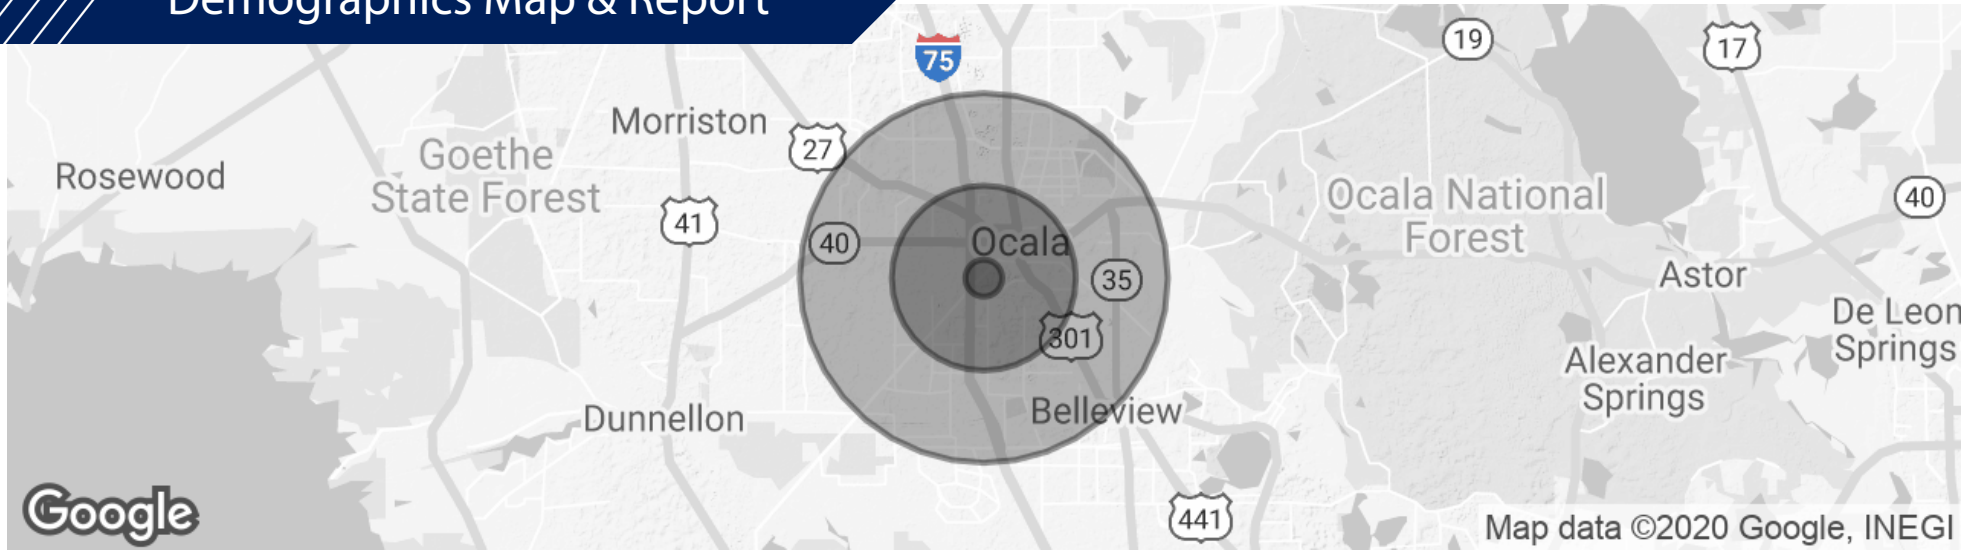 Demographics Map & Report
75
19
17
Morriston
27
Goethe
State Forest
Rosewood
Ocala National
Forest
40
41
40
Ocala
35
Astor
301
De Leon
Springs
Alexander
Springs
Dunnellon
Belleview
Google
441
Map data ©2020 Google, INEGI